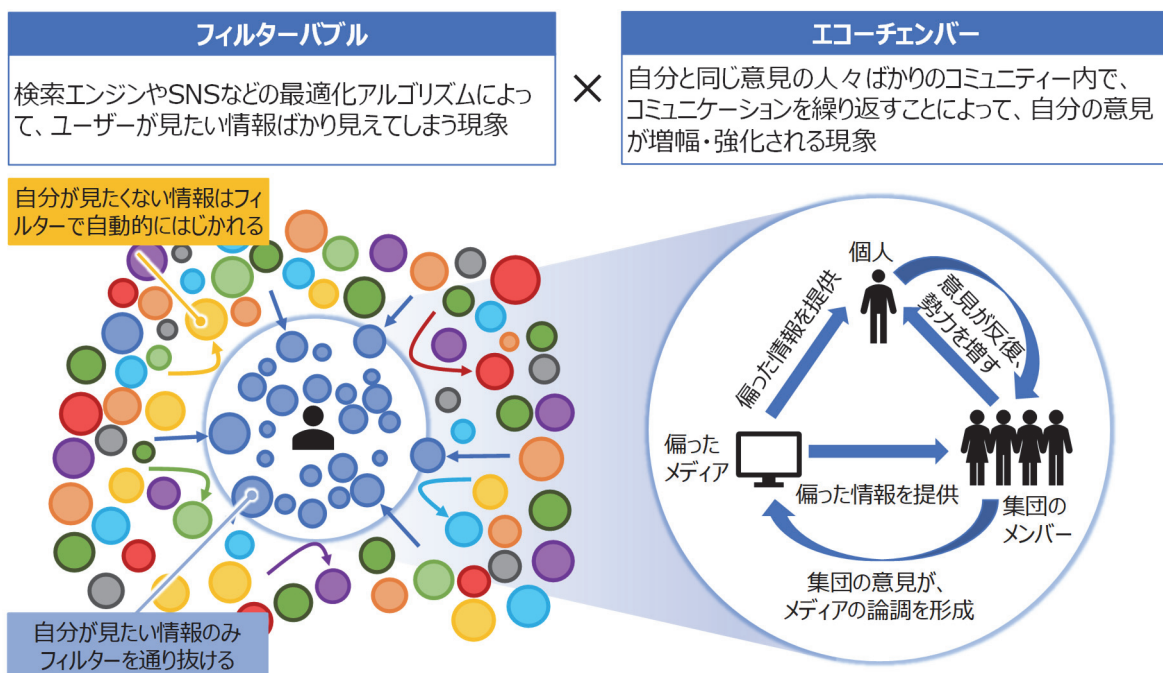 フィルターバブル
検索エンジンやSNSなどの最適化アルゴリズムによっ
て、ユーザーが見たい情報ばかり見えてしまう現象
×
エコーチェンバー
自分と同じ意見の人々ばかりのコミュニティー内で、
コミュニケーションを繰り返すことによって、自分の意見
が増幅・強化される現象
自分が見たくない情報はフィ
ルターで自動的にはじかれる
自分が見たい情報のみ
フィルターを通り抜ける
個人
偏った情報を提供
意見が反復、
勢力を増す
偏った
メディア
偏った情報を提供
集団の
メンバー
集団の意見が、
メディアの論調を形成